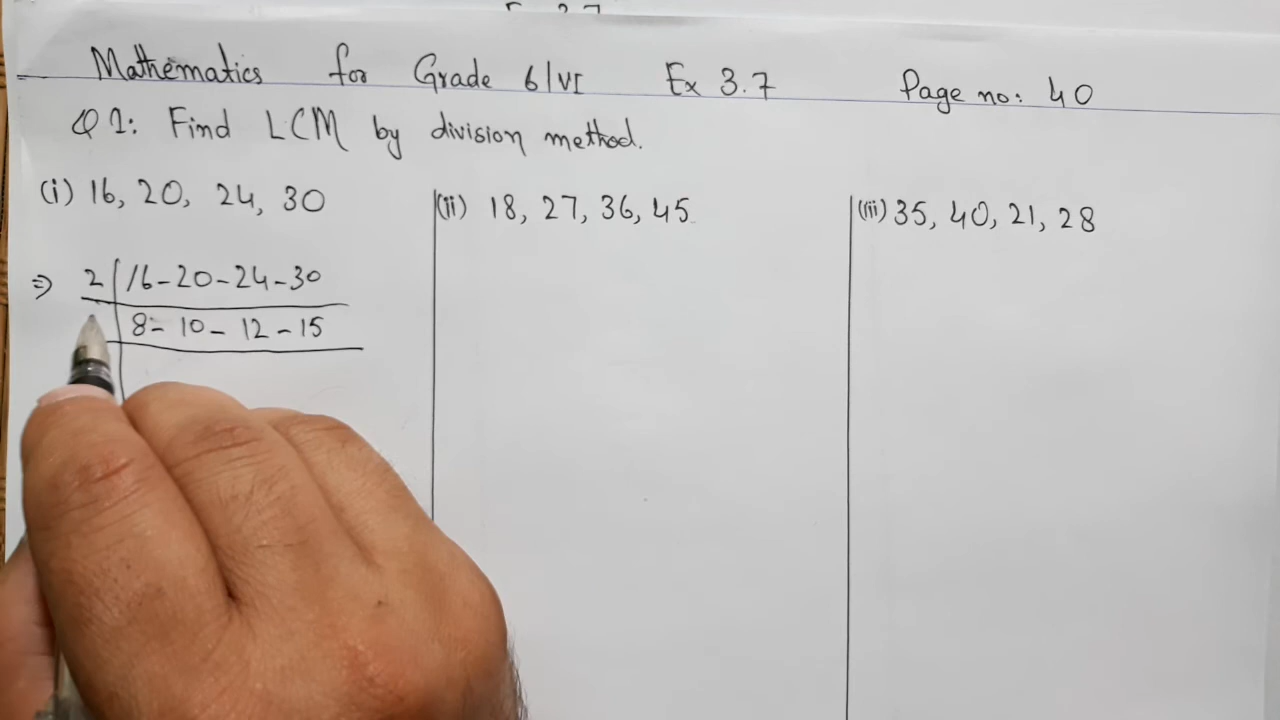 Mathematics for Grade 6/VI Ex 3.7 Page no: 40
Q1: Find LCM by division method.
(i) 16, 20, 24, 30
(ii) 18, 27, 36, 45
(iii) 35, 40, 21, 28
⇒ 2 | 16-20-24-30
8-10-12-15